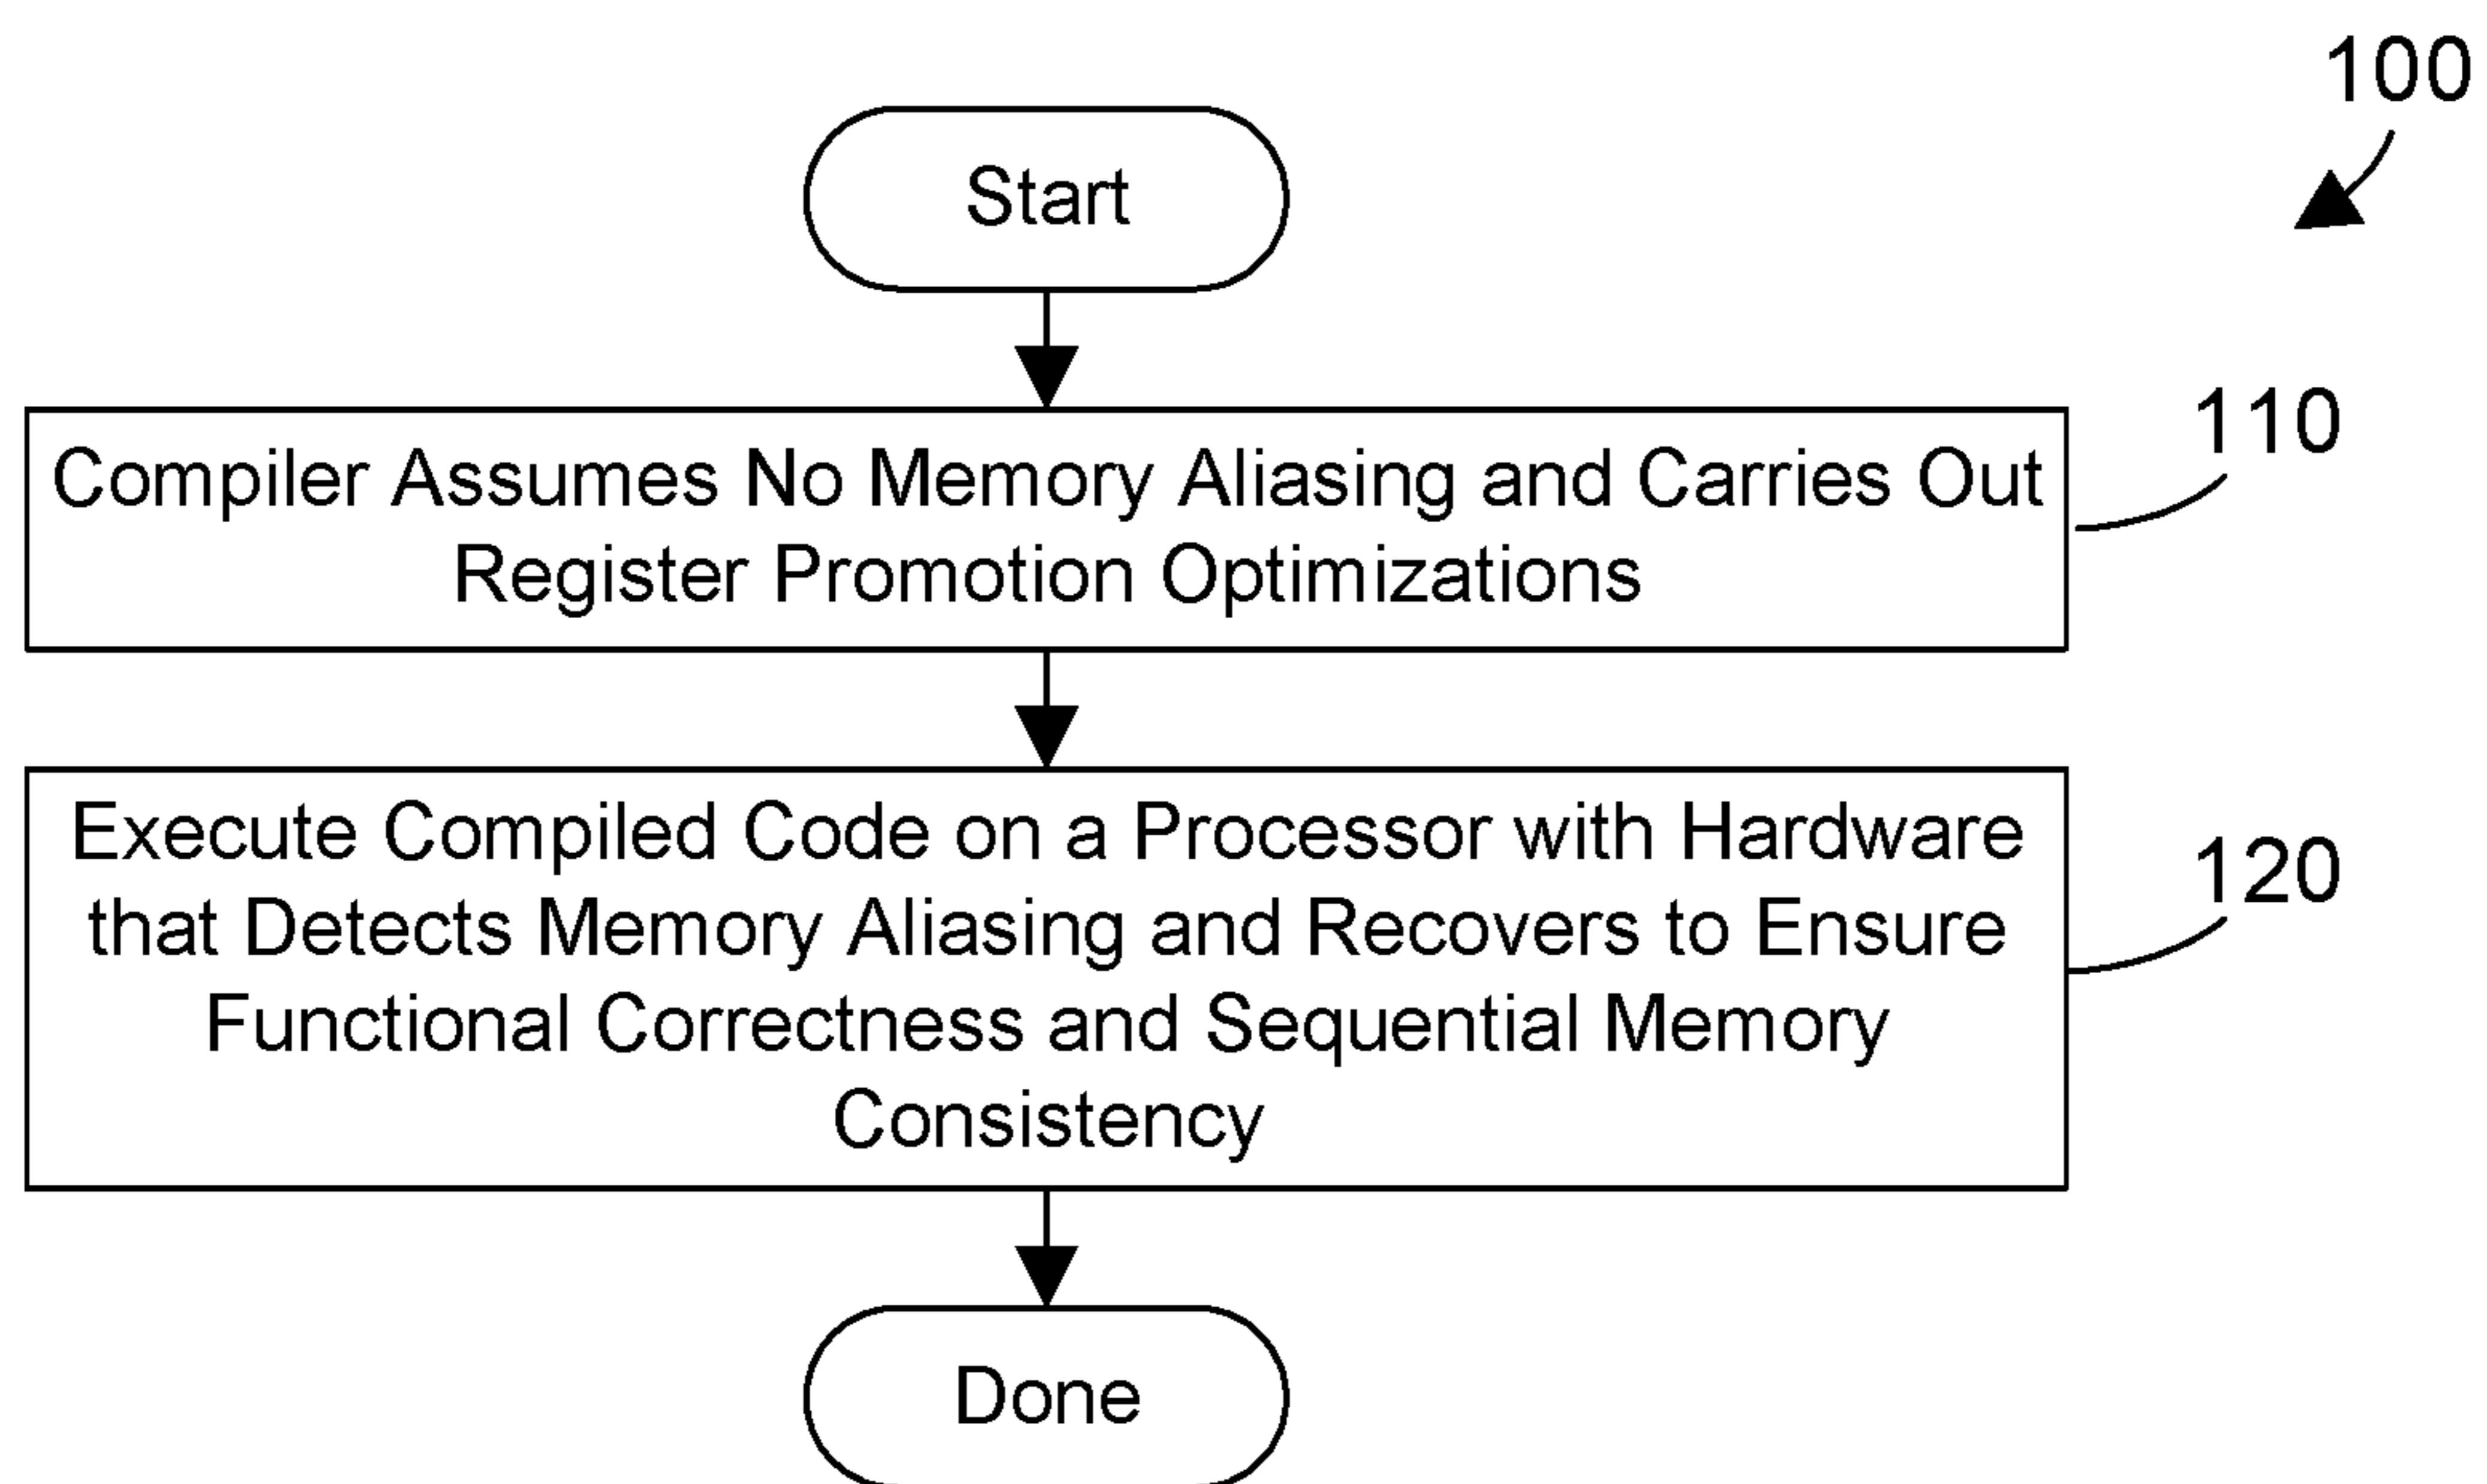 100
Start
110
Compiler Assumes No Memory Aliasing and Carries Out
Register Promotion Optimizations
120
Execute Compiled Code on a Processor with Hardware
that Detects Memory Aliasing and Recovers to Ensure
Functional Correctness and Sequential Memory
Consistency
Done